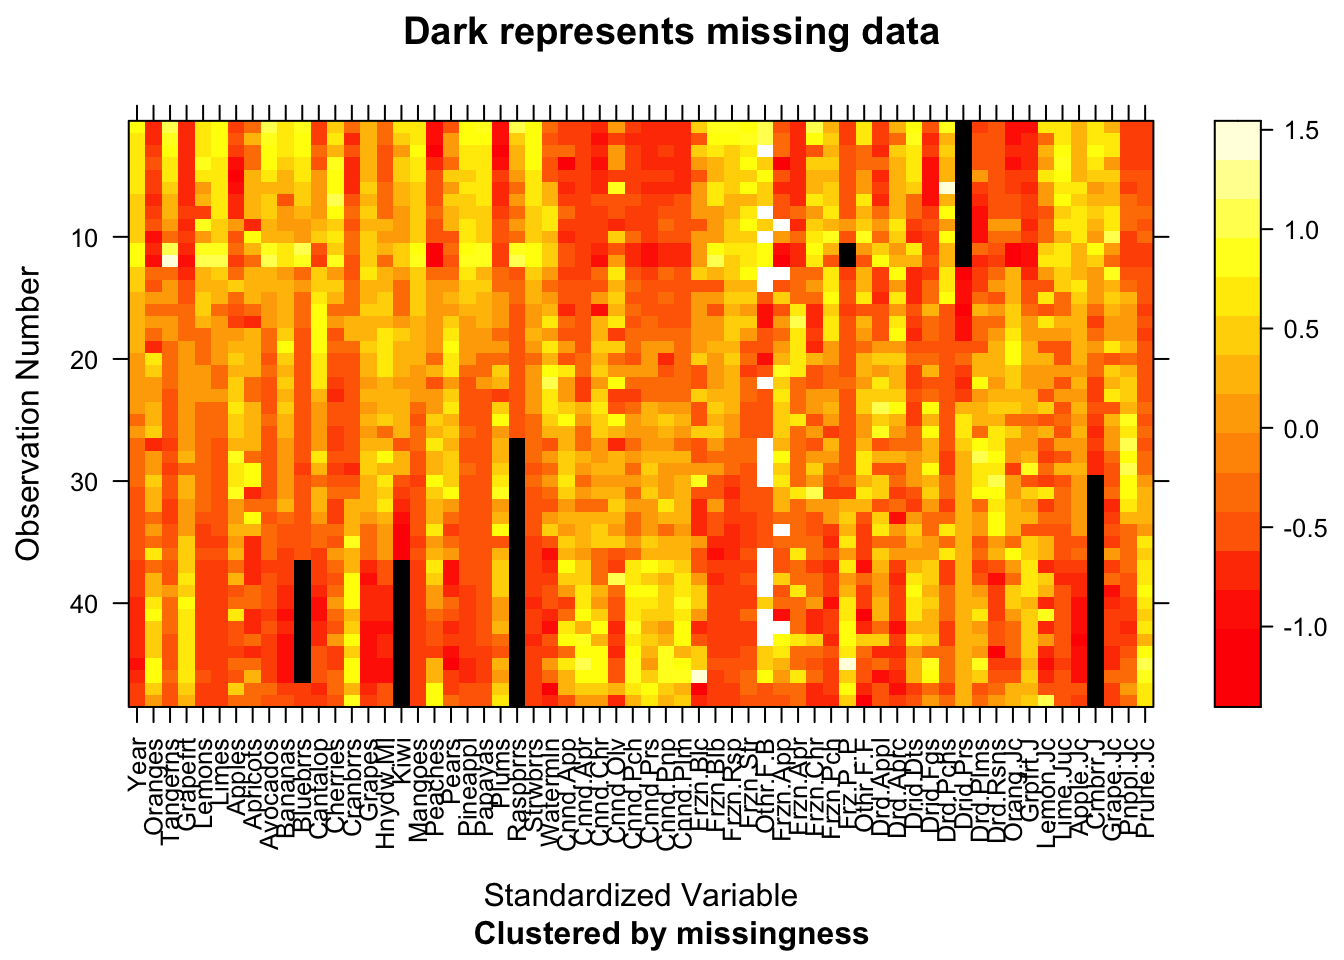 Dark represents missing data
Observation Number
10
20
30
40
1.5
1.0
0.5
0.0
-0.5
-1.0
Year
Oranges
Tangerns
Grapefrt
Lemons
Limes
Apples
Apricots
Avocados
Bananas
Bluebrrs
Cantalop
Cherries
Cranbrrs
Grapes
Hnydw.Ml
Kiwi
Mangoes
Peaches
Pears
Pineappl
Papayas
Plums
Raspbrrs
Strwbrrs
Watermln
Cnnd.App
Cnnd.Apr
Cnnd.Chr
Cnnd.Olv
Cnnd.Pch
Cnnd.Prs
Cnnd.Pnp
Cnnd.Plm
Frzn.Blc
Frzn.Blb
Frzn.Rsp
Frzn.Str
Othr.F.B
Frzn.App
Frzn.Apr
Frzn.Chr
Frzn.Pch
Frz.P..P
Othr.F.F
Drd.Appl
Drd.Aprc
Drid.Dts
Drid.Fgs
Drd.Pchs
Drid.Prs
Drd.Plms
Drd.Rsns
Orang.Jc
Grpfrt.J
Lemon.Jc
Lime.Juc
Apple.Jc
Crnbrr.J
Grape.Jc
Pnppl.Jc
Prune.Jc
Standardized Variable
Clustered by missingness